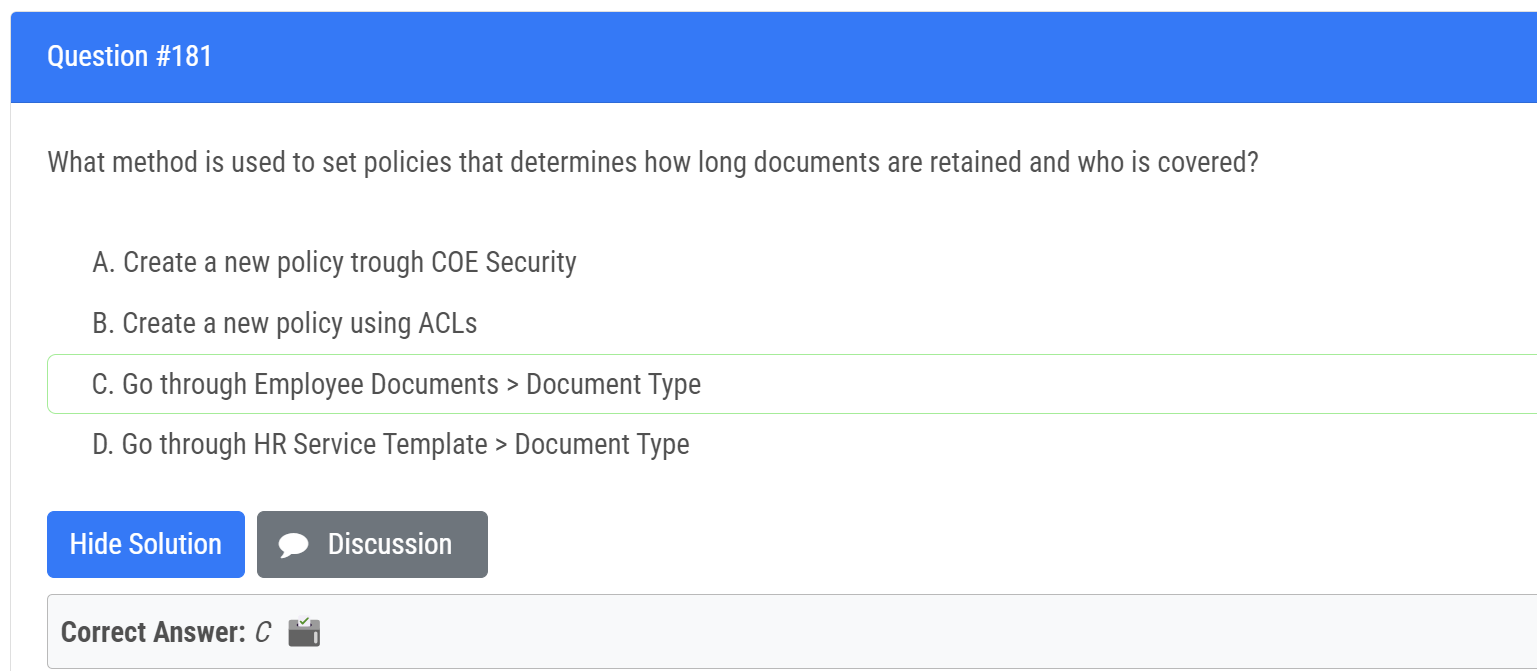 Question #181
What method is used to set policies that determines how long documents are retained and who is covered?
A. Create a new policy trough COE Security
B. Create a new policy using ACLs
C. Go through Employee Documents > Document Type
D. Go through HR Service Template > Document Type
Hide Solution Discussion
Correct Answer: C